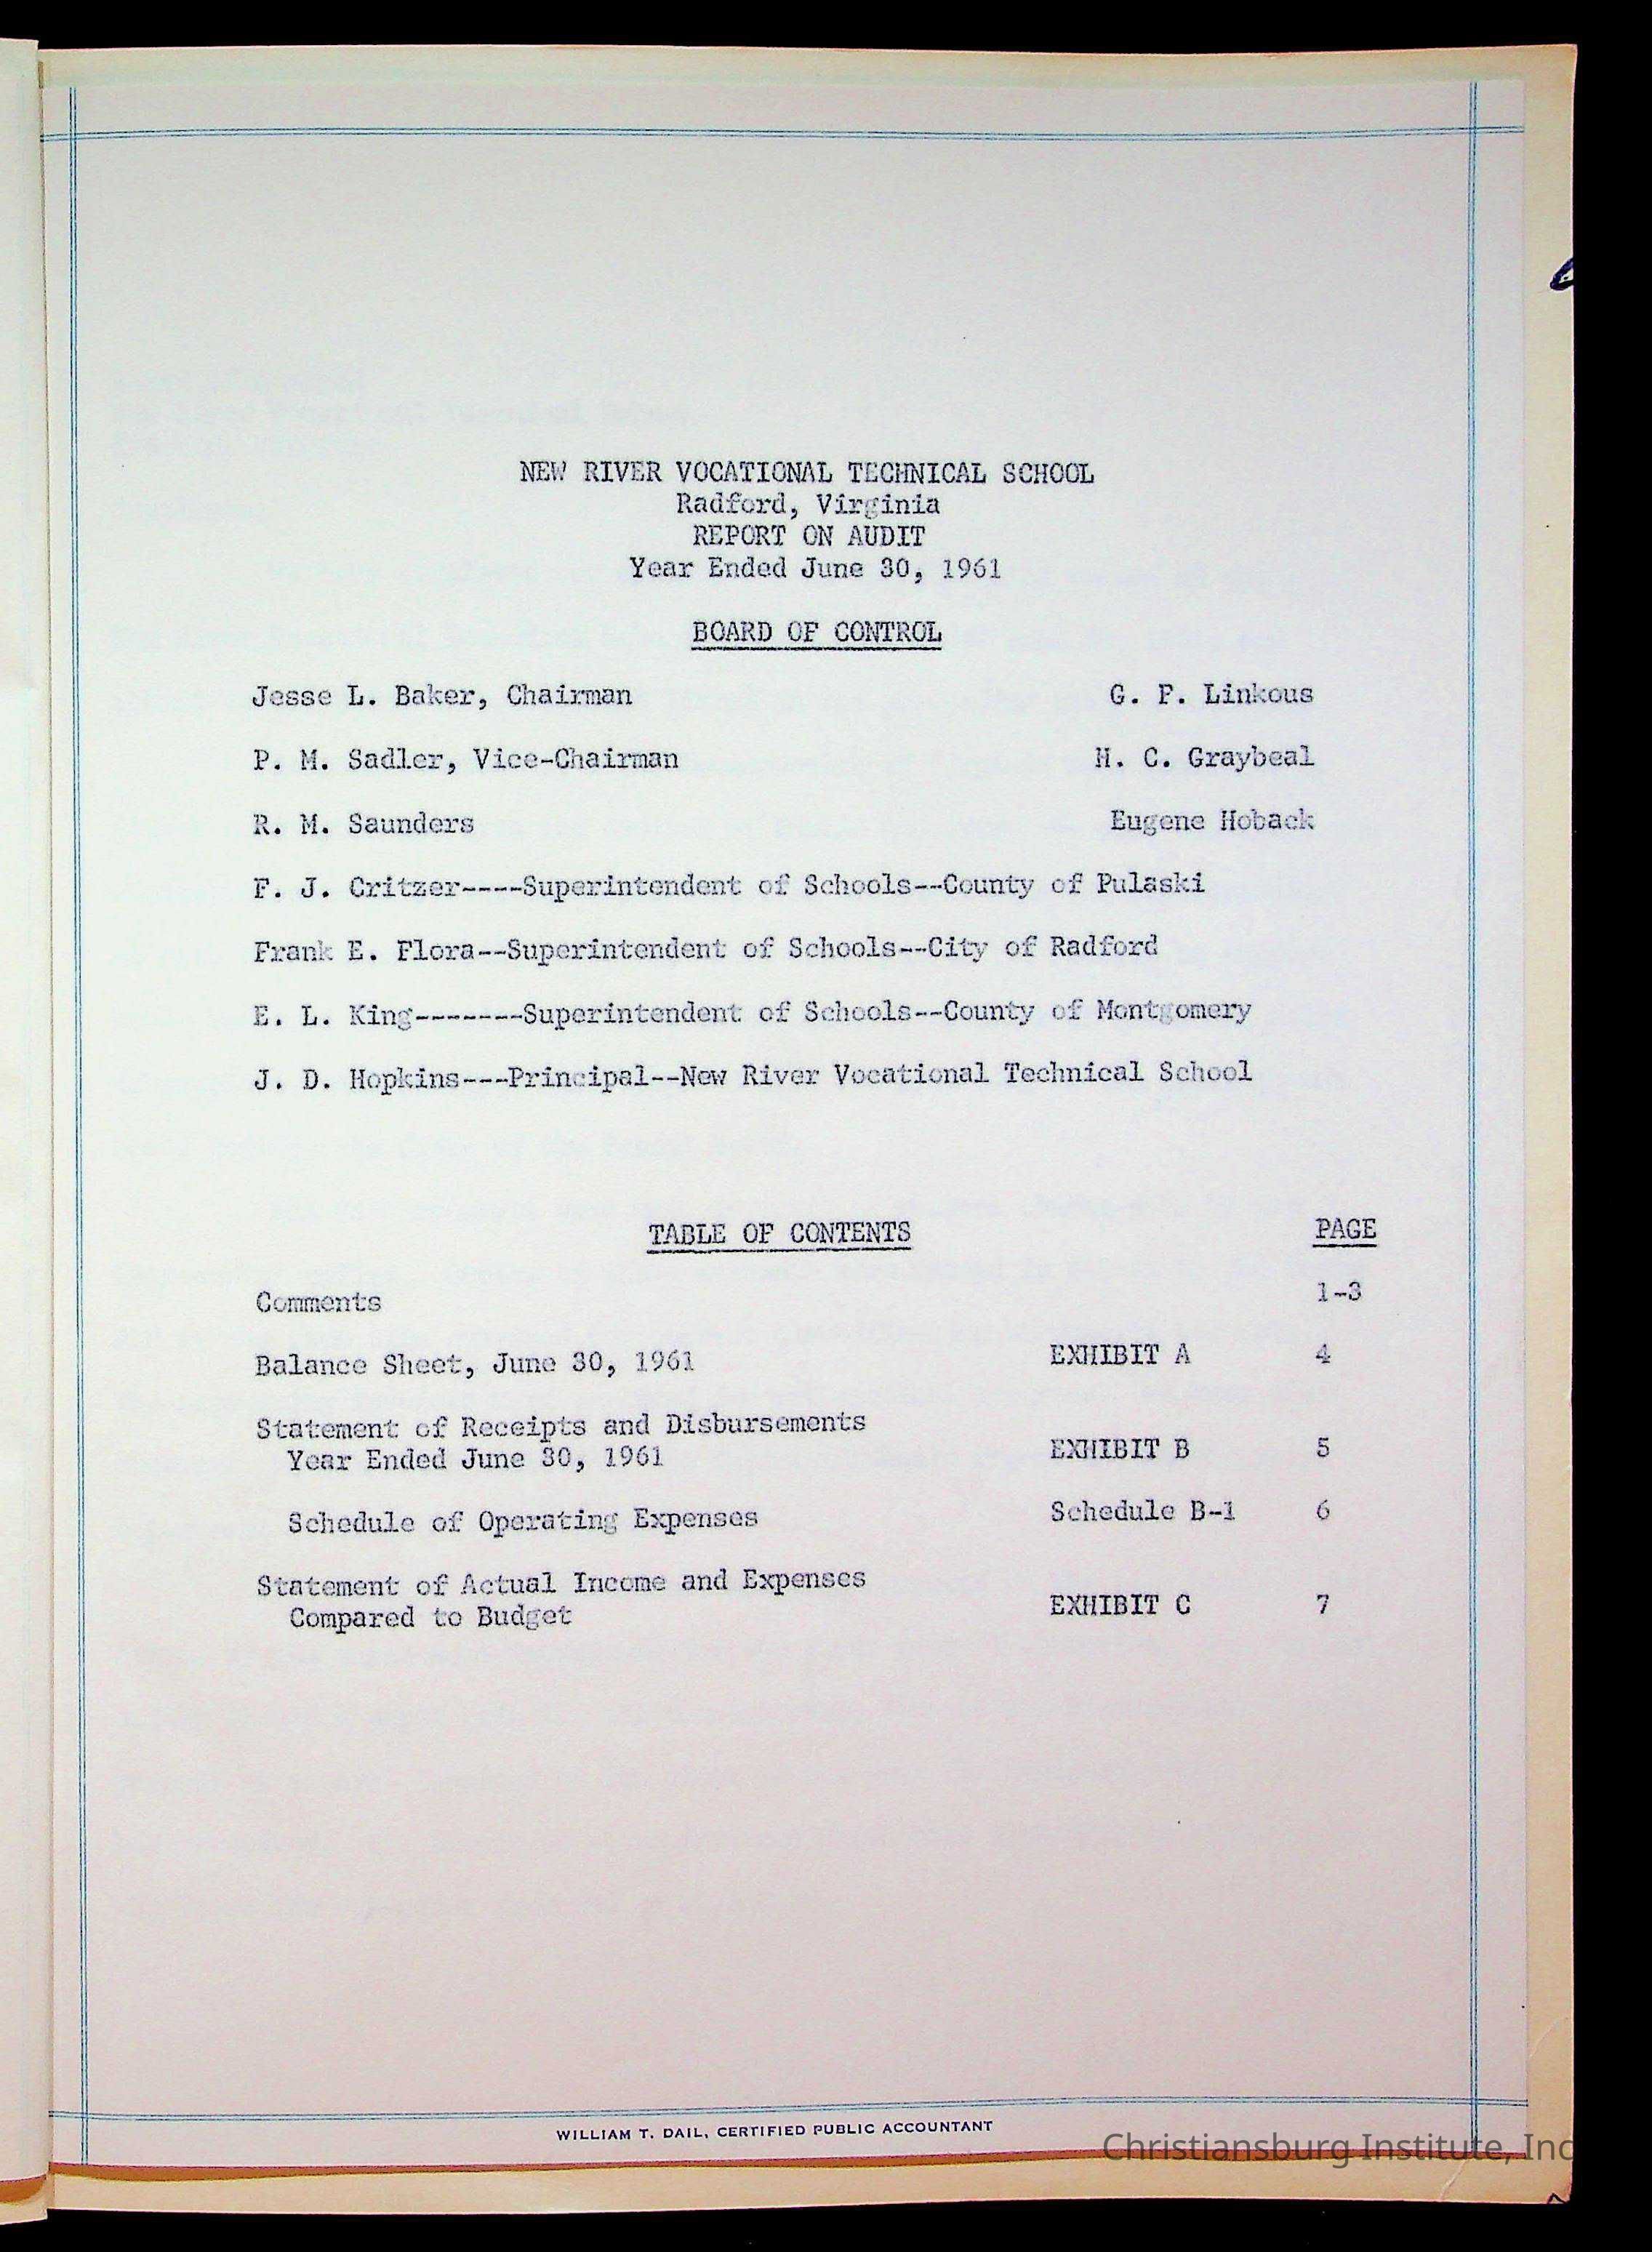 NEW RIVER VOCATIONAL TECHNICAL SCHOOL
Radford, Virginia
REPORT ON AUDIT
Year Ended June 30, 1961
BOARD OF CONTROL
Jesse L. Baker, Chairman G. F. Linkous
P. M. Sadler, Vice-Chairman H. C. Graybeal
R. M. Saunders Eugene Hoback
F. J. Critzer----Superintendent of Schools--County of Pulaski
Frank E. Flora--Superintendent of Schools--City of Radford
E. L. King-------Superintendent of Schools--County of Montgomery
J. D. Hopkins---Principal--New River Vocational Technical School
TABLE OF CONTENTS PAGE
Comments 1-3
Balance Sheet, June 30, 1961 EXHIBIT A 4
Statement of Receipts and Disbursements
Year Ended June 30, 1961 EXHIBIT B 5
Schedule of Operating Expenses Schedule B-1 6
Statement of Actual Income and Expenses
Compared to Budget EXHIBIT C 7
WILLIAM T. DAIL, CERTIFIED PUBLIC ACCOUNTANT
Christiansburg Institute, Inc